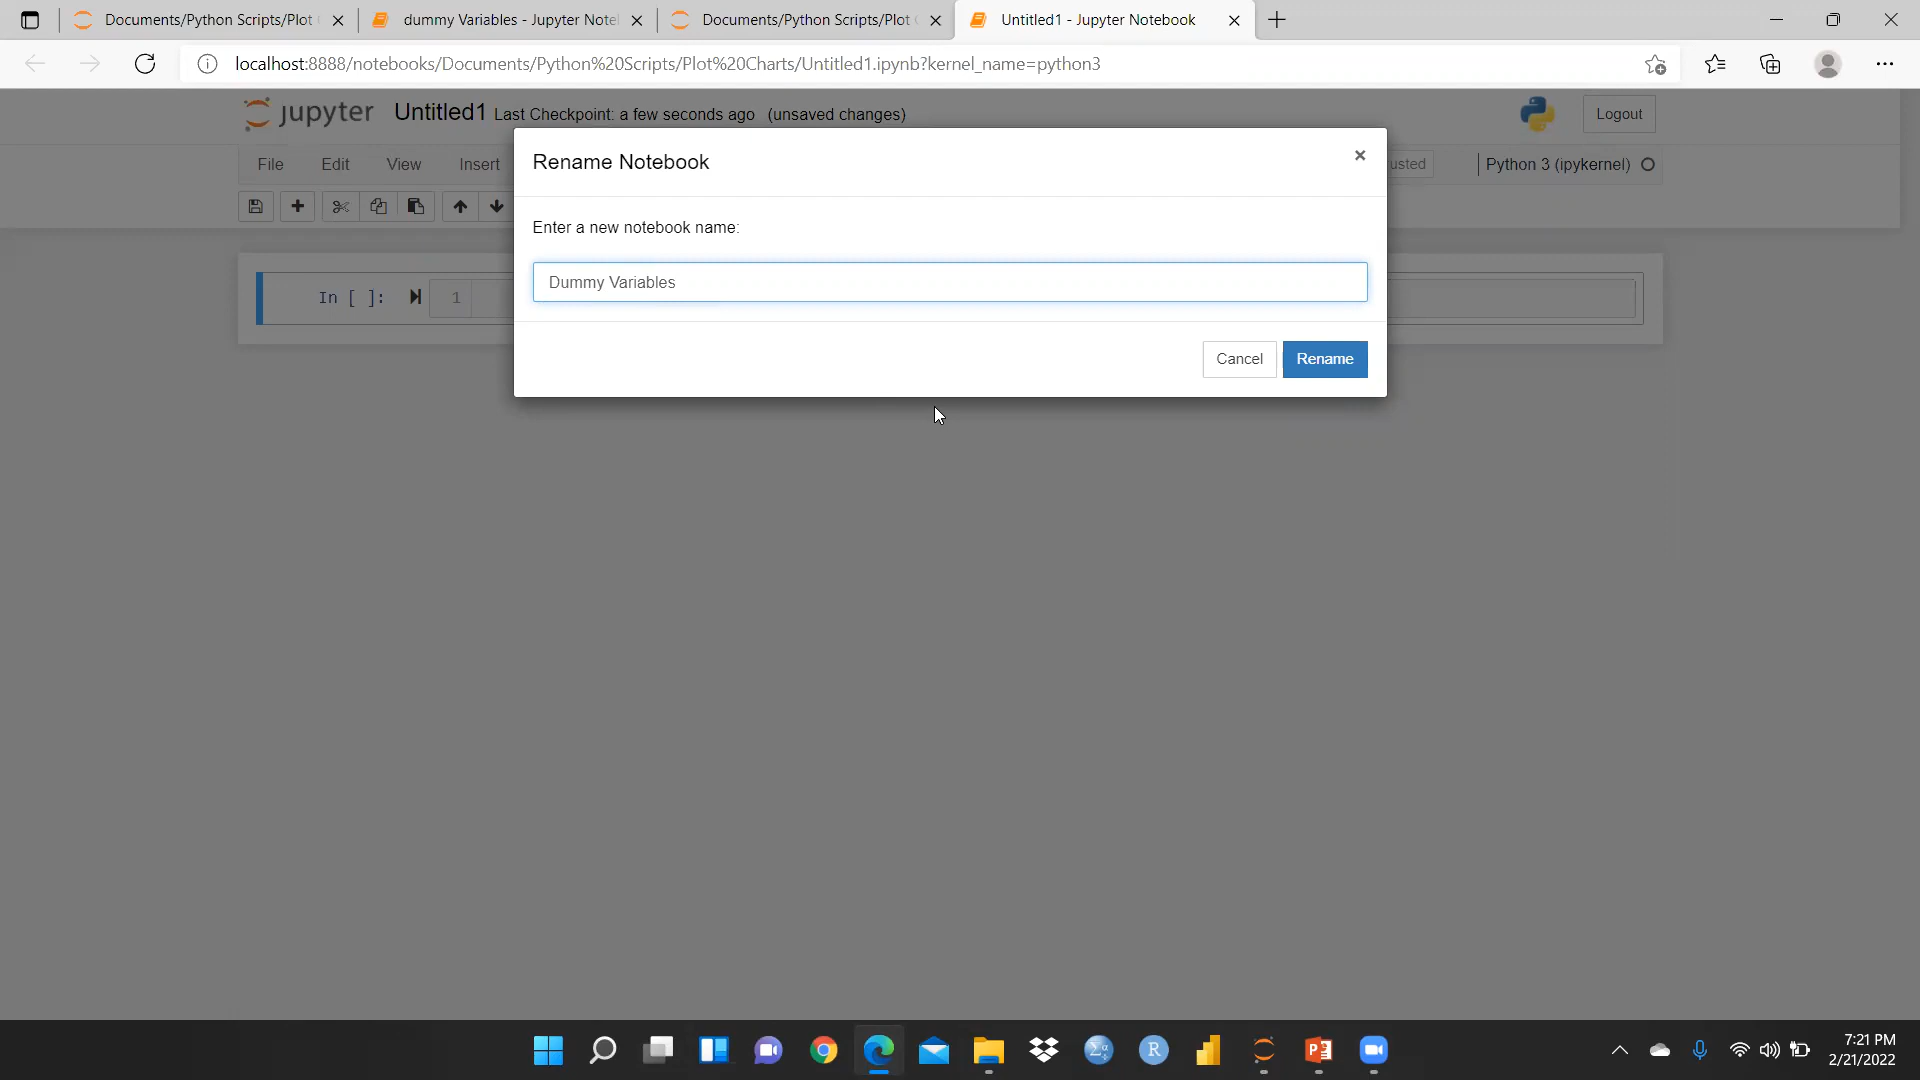 Documents/Python Scripts/Plot
dummy Variables - Jupyter Note
Documents/Python Scripts/Plot
Untitled1 - Jupyter Notebook
localhost:8888/notebooks/Documents/Python%20Scripts/Plot%20Charts/Untitled1.ipynb?kernel_name=python3
jupyter Untitled1 Last Checkpoint: a few seconds ago (unsaved changes)
Logout
File Edit View Insert
usted
Python 3 (ipykernel)
Rename Notebook
Enter a new notebook name:
Dummy Variables
Cancel Rename
In [ ]: 1
7:21 PM
2/21/2022